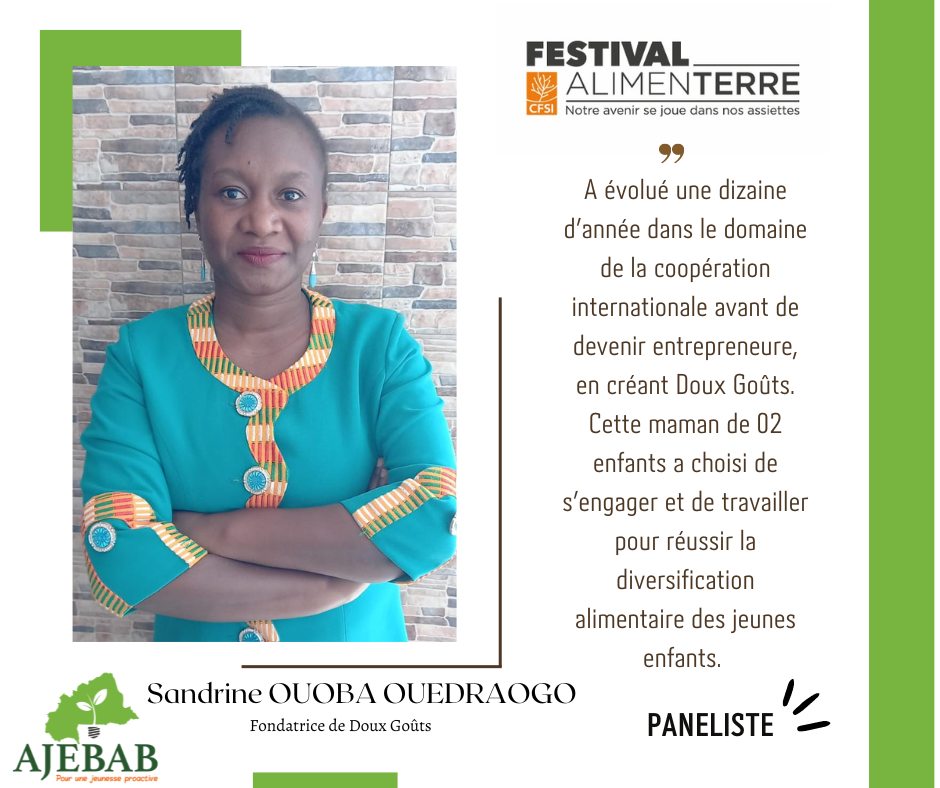 FESTIVAL
ALIMENTERRE
CFSI
Notre avenir se joue dans nos assiettes
”
A évolué une dizaine
d’année dans le domaine
de la coopération
internationale avant de
devenir entrepreneure,
en créant Doux Goûts.
Cette maman de 02
enfants a choisi de
s’engager et de travailler
pour réussir la
diversification
alimentaire des jeunes
enfants.
Sandrine OUOBA OUEDRAOGO
Fondatrice de Doux Goûts
PANELISTE
AJEBAB
Pour une jeunesse proactive